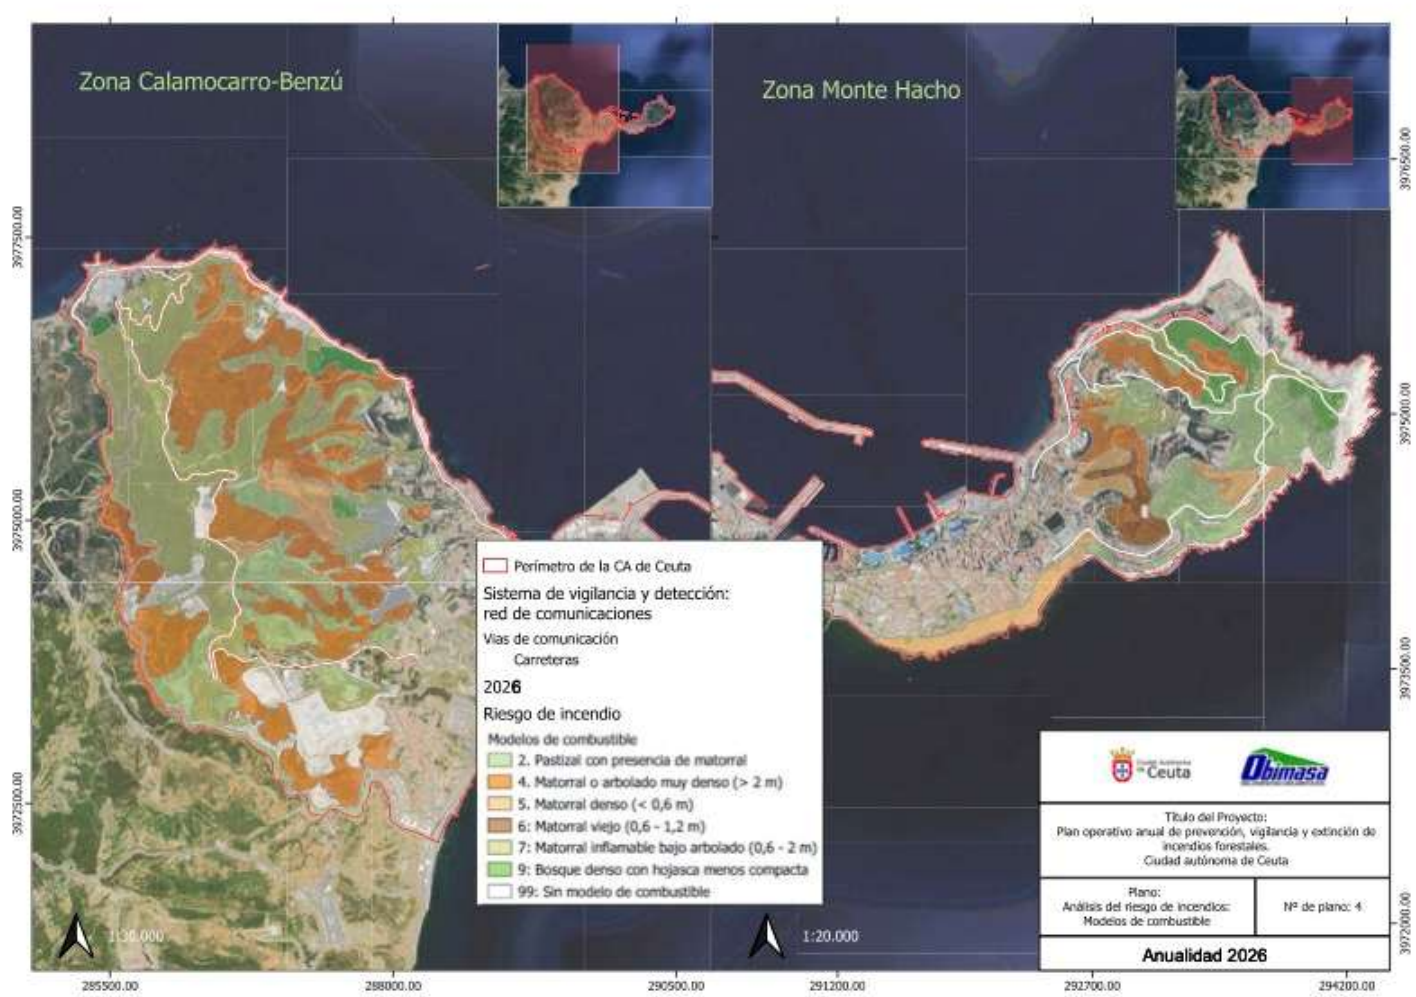 Zona Calamocarro-Benzú
Zona Monte Hacho
3977500.00
3975000.00
3972500.00
3976500.00
3975000.00
3973500.00
3972000.00
Perímetro de la CA de Ceuta
Sistema de vigilancia y detección:
red de comunicaciones
Vias de comunicación
Carreteras
2026
Riesgo de incendio
Modelos de combustible
2. Pastizal con presencia de matorral
4. Matorral o arbolado muy denso (> 2 m)
5. Matorral denso (< 0,6 m)
6: Matorral viejo (0,6 - 1,2 m)
7: Matorral inflamable bajo arbolado (0,6 - 2 m)
9: Bosque denso con hojasca menos compacta
99: Sin modelo de combustible
1:30.000
1:20.000
Ciudad Autónoma
de Ceuta
Obimasa
Título del Proyecto:
Plan operativo anual de prevención, vigilancia y extinción de
incendios forestales.
Ciudad autónoma de Ceuta
Plano:
Análisis del riesgo de incendios:
Modelos de combustible
Nº de plano: 4
Anualidad 2026
285500.00
288000.00
290500.00
291200.00
292700.00
294200.00